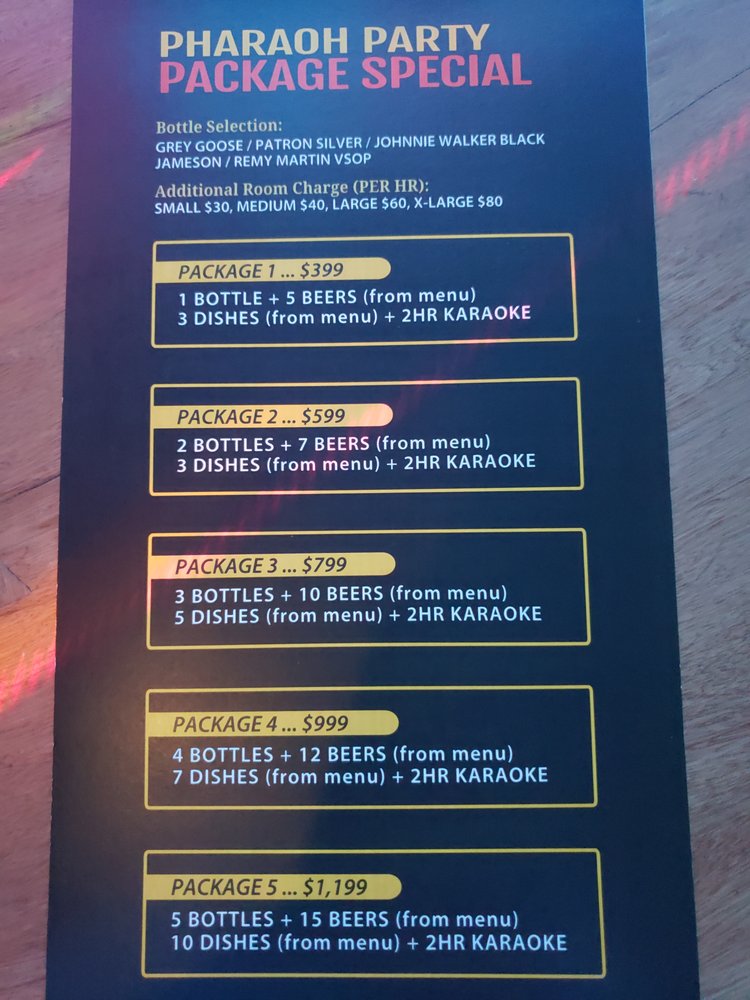 PHARAOH PARTY
PACKAGE SPECIAL
Bottle Selection:
GREY GOOSE / PATRON SILVER / JOHNNIE WALKER BLACK
JAMESON / REMY MARTIN VSOP
Additional Room Charge (PER HR):
SMALL $30, MEDIUM $40, LARGE $60, X-LARGE $80
PACKAGE 1 ... $399
1 BOTTLE + 5 BEERS (from menu)
3 DISHES (from menu) + 2HR KARAOKE
PACKAGE 2 ... $599
2 BOTTLES + 7 BEERS (from menu)
3 DISHES (from menu) + 2HR KARAOKE
PACKAGE 3 ... $799
3 BOTTLES + 10 BEERS (from menu)
5 DISHES (from menu) + 2HR KARAOKE
PACKAGE 4 ... $999
4 BOTTLES + 12 BEERS (from menu)
7 DISHES (from menu) + 2HR KARAOKE
PACKAGE 5 ... $1,199
5 BOTTLES + 15 BEERS (from menu)
10 DISHES (from menu) + 2HR KARAOKE